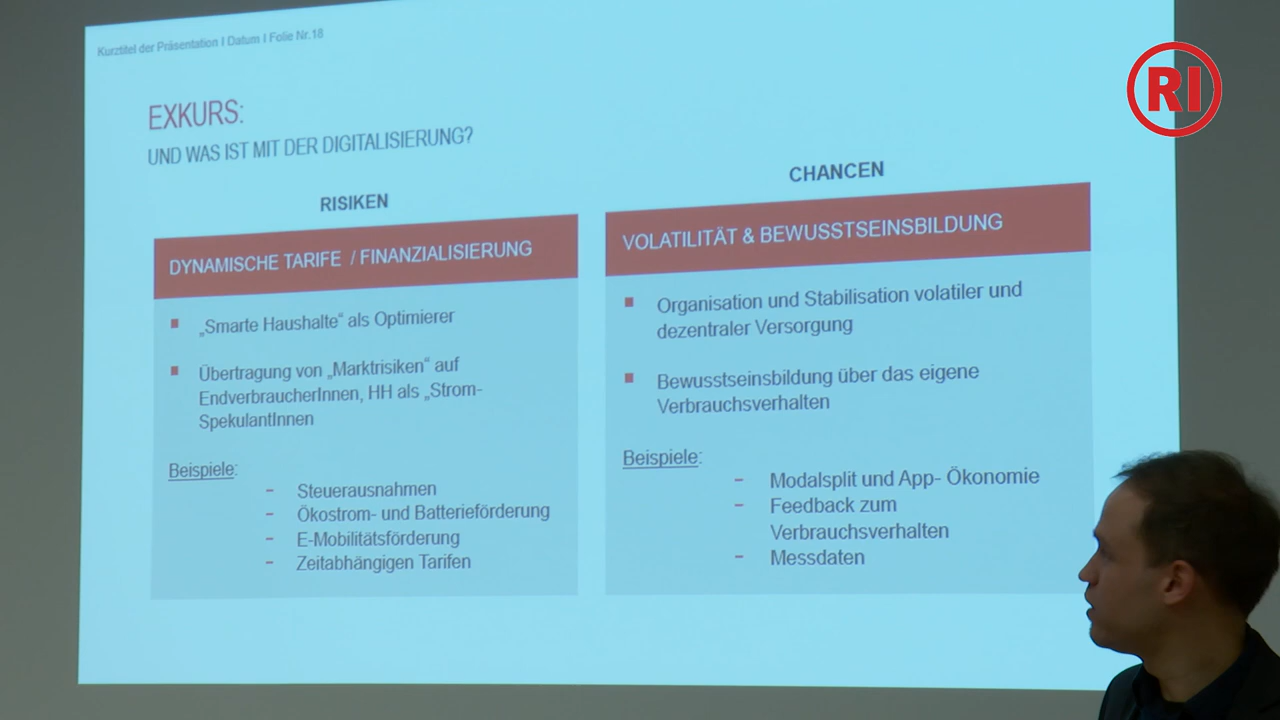 Kurztitel der Präsentation I Datum I Folie Nr.18
RI
EXKURS:
UND WAS IST MIT DER DIGITALISIERUNG?
RISIKEN
DYNAMISCHE TARIFE / FINANZIALISIERUNG
„Smarte Haushalte“ als Optimierer
Übertragung von „Marktrisiken“ auf
EndverbraucherInnen, HH als „Strom-
SpekulantInnen
Beispiele:
- Steuerausnahmen
- Ökostrom- und Batterieförderung
- E-Mobilitätsförderung
- Zeitabhängigen Tarifen
CHANCEN
VOLATILITÄT & BEWUSSTSEINSBILDUNG
Organisation und Stabilisation volatiler und
dezentraler Versorgung
Bewusstseinsbildung über das eigene
Verbrauchsverhalten
Beispiele:
- Modalsplit und App- Ökonomie
- Feedback zum
Verbrauchsverhalten
- Messdaten